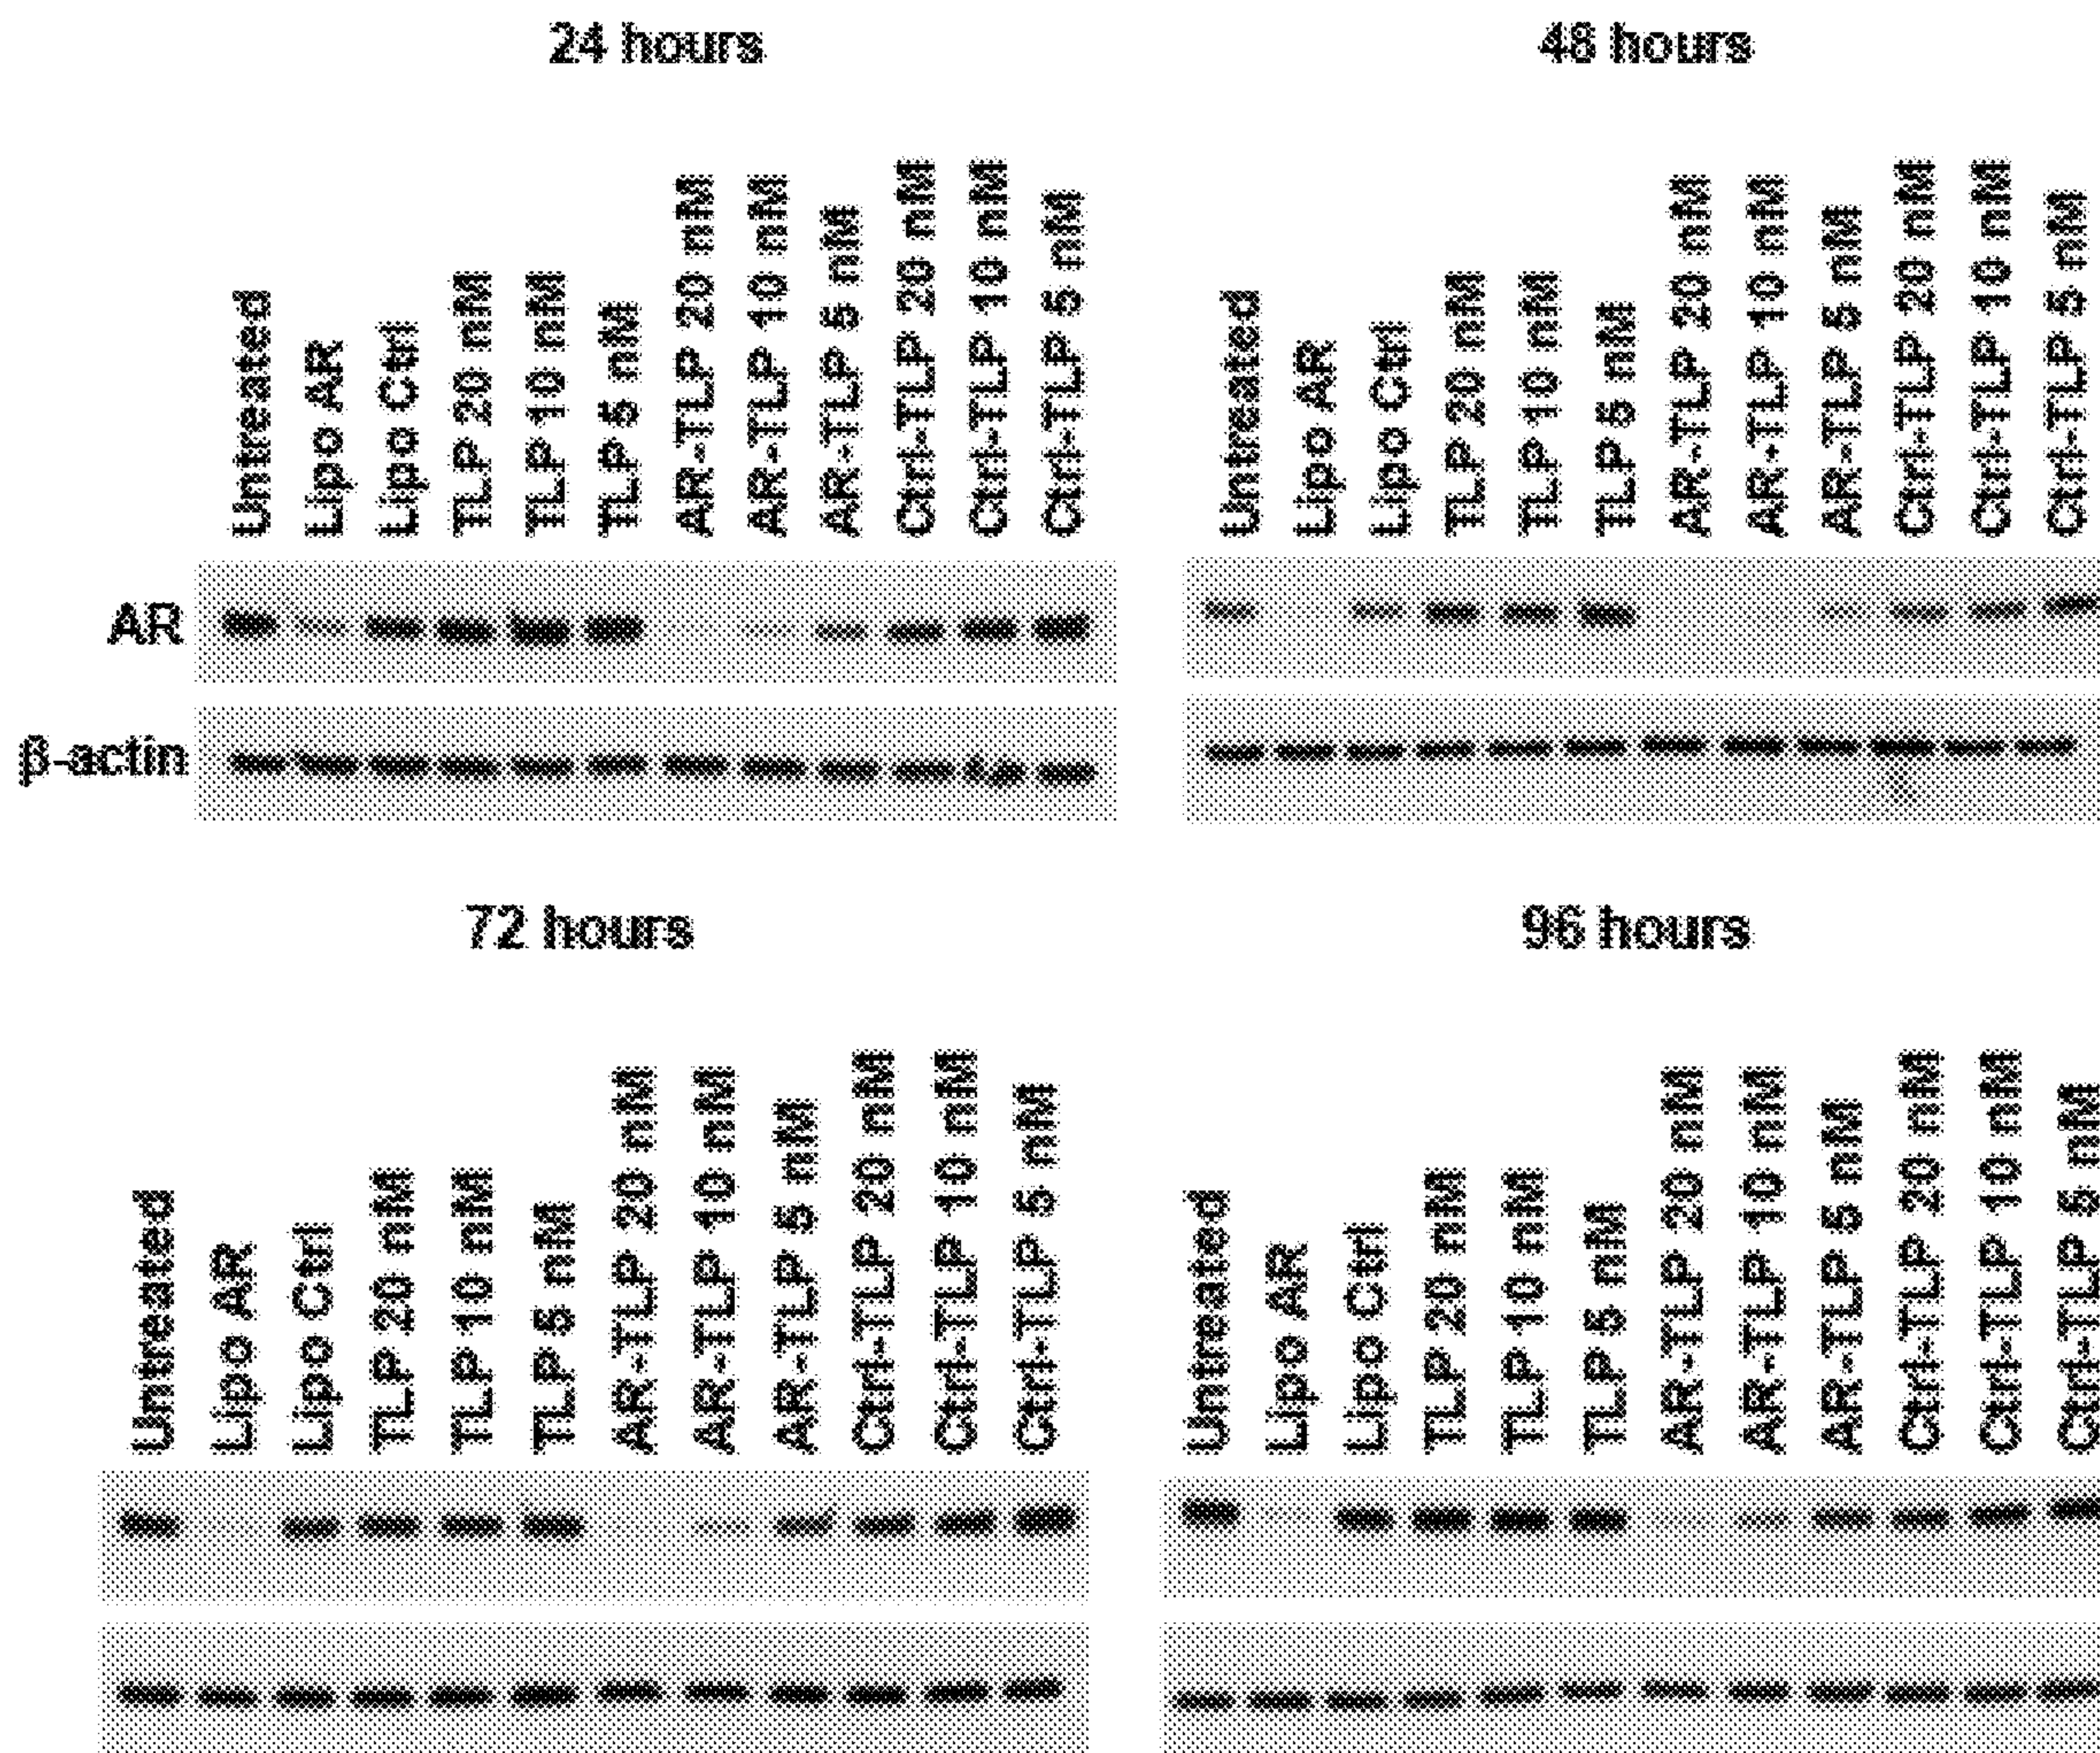 24 hours
Untreated
Lipo AR
Lipo Ctrl
TLP 20 nM
TLP 10 nM
TLP 5 nM
AR-TLP 20 nM
AR-TLP 10 nM
AR-TLP 5 nM
Ctrl-TLP 20 nM
Ctrl-TLP 10 nM
Ctrl-TLP 5 nM
AR
β-actin
48 hours
Untreated
Lipo AR
Lipo Ctrl
TLP 20 nM
TLP 10 nM
TLP 5 nM
AR-TLP 20 nM
AR-TLP 10 nM
AR-TLP 5 nM
Ctrl-TLP 20 nM
Ctrl-TLP 10 nM
Ctrl-TLP 5 nM
72 hours
Untreated
Lipo AR
Lipo Ctrl
TLP 20 nM
TLP 10 nM
TLP 5 nM
AR-TLP 20 nM
AR-TLP 10 nM
AR-TLP 5 nM
Ctrl-TLP 20 nM
Ctrl-TLP 10 nM
Ctrl-TLP 5 nM
96 hours
Untreated
Lipo AR
Lipo Ctrl
TLP 20 nM
TLP 10 nM
TLP 5 nM
AR-TLP 20 nM
AR-TLP 10 nM
AR-TLP 5 nM
Ctrl-TLP 20 nM
Ctrl-TLP 10 nM
Ctrl-TLP 5 nM